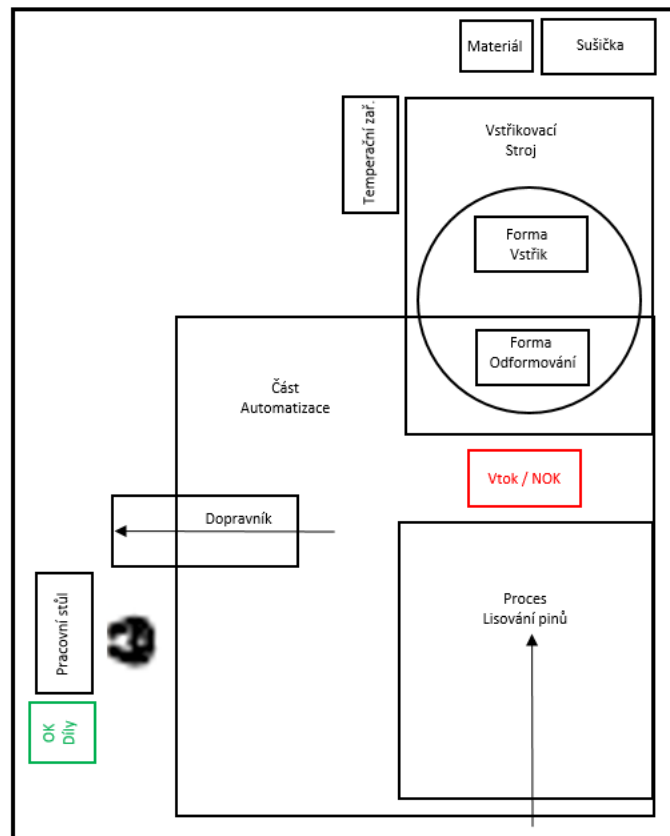 Materiál
Sušička
Temperační zař.
Vstřikovací
Stroj
Forma
Vstřik
Forma
Odformování
Část
Automatizace
Vtok / NOK
Dopravník
Proces
Lisování pinů
Pracovní stůl
OK
Díly